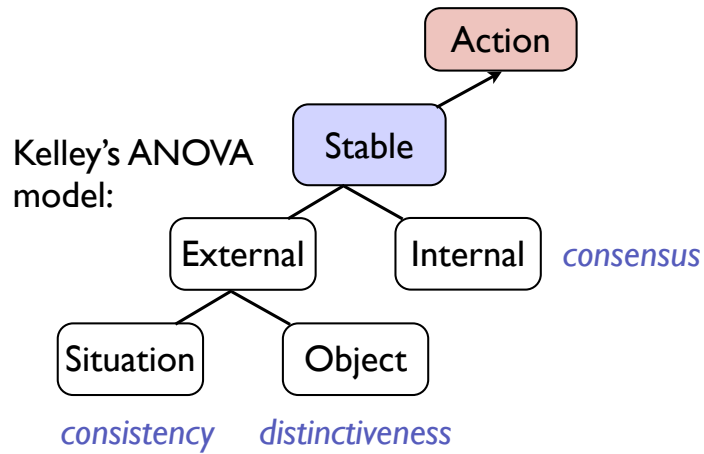 Action
Kelley's ANOVA
model:
Stable
External
Internal
consensus
Situation
Object
consistency
distinctiveness